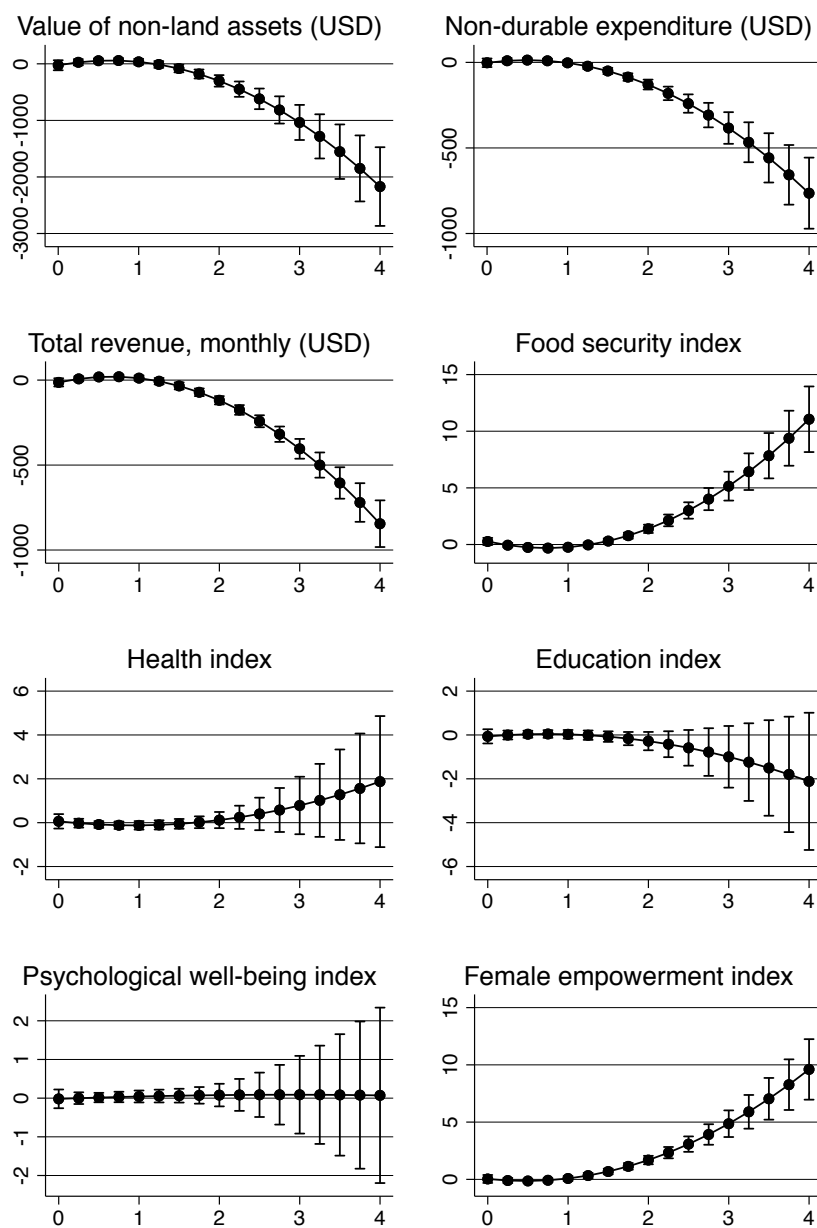 Value of non-land assets (USD)
0
-1000
-2000
-3000
0 1 2 3 4
Non-durable expenditure (USD)
0
-500
-1000
0 1 2 3 4
Total revenue, monthly (USD)
0
-500
-1000
0 1 2 3 4
Food security index
15
10
5
0
0 1 2 3 4
Health index
6
4
2
0
-2
0 1 2 3 4
Education index
2
0
-2
-4
-6
0 1 2 3 4
Psychological well-being index
2
1
0
-1
-2
0 1 2 3 4
Female empowerment index
15
10
5
0
0 1 2 3 4